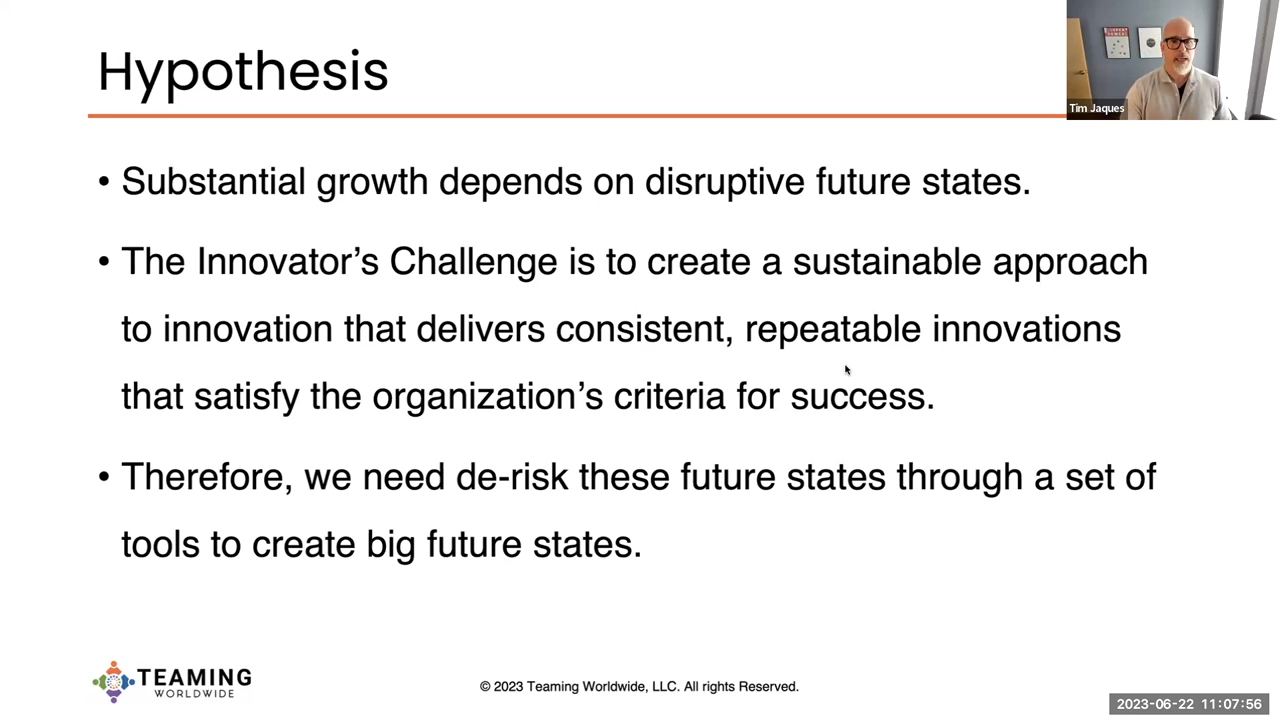 Hypothesis
Tim Jaques
• Substantial growth depends on disruptive future states.
• The Innovator’s Challenge is to create a sustainable approach
to innovation that delivers consistent, repeatable innovations
that satisfy the organization’s criteria for success.
• Therefore, we need de-risk these future states through a set of
tools to create big future states.
TEAMING
WORLDWIDE
© 2023 Teaming Worldwide, LLC. All rights Reserved.
2023-06-22 11:07:56